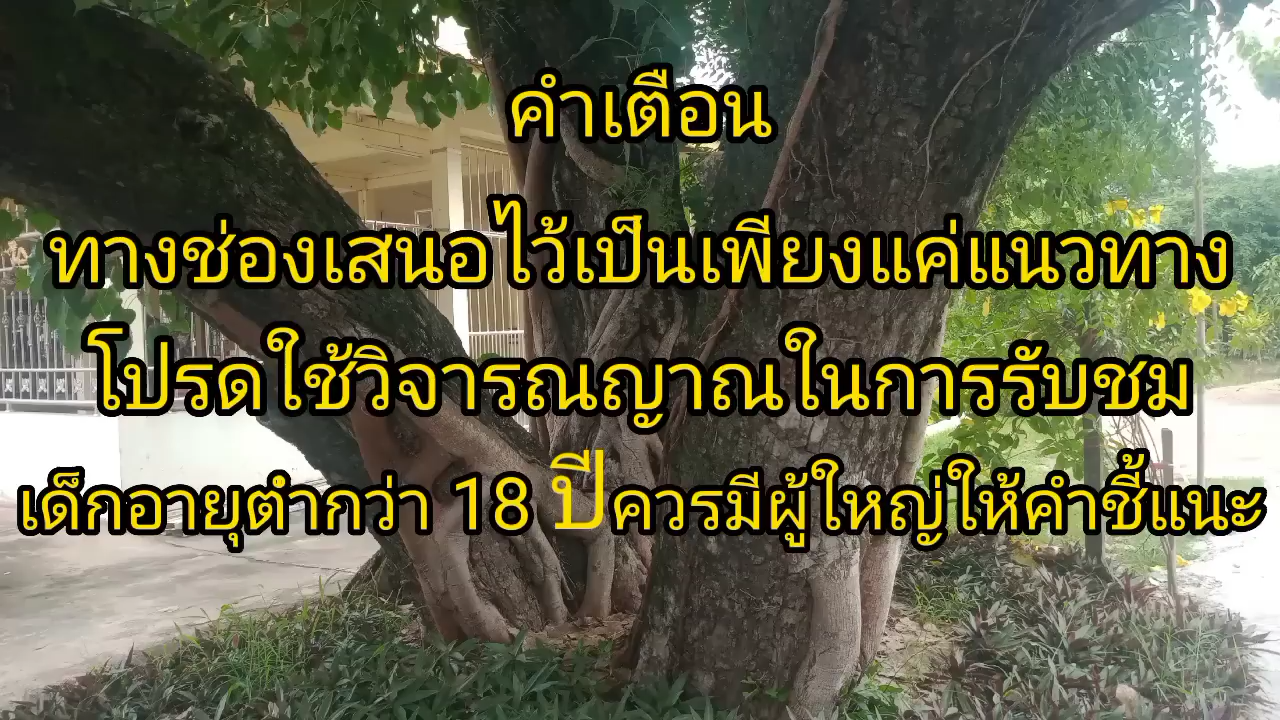 คำเตือน
ทางช่องเสนอไว้เป็นเพียงแค่แนวทาง
โปรดใช้วิจารณญาณในการรับชม
เด็กอายุตำกว่า 18 ปีควรมีผู้ใหญ่ให้คำชี้แนะ